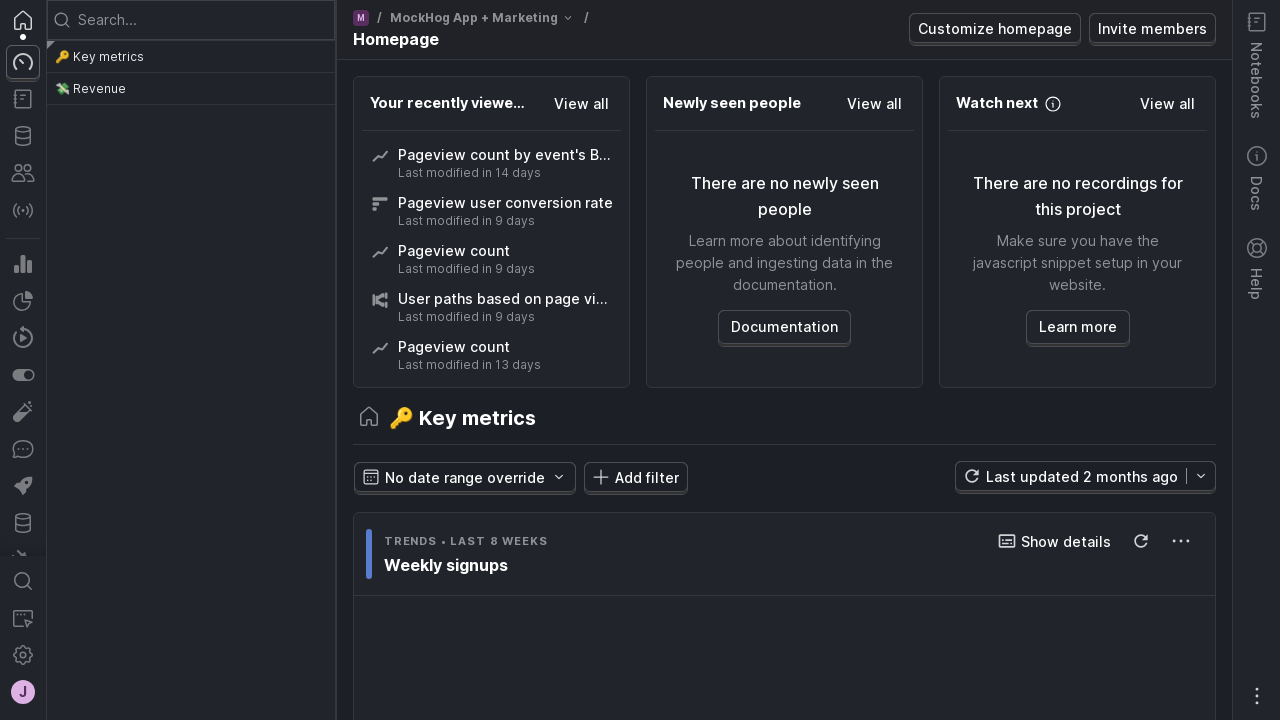 Search...
🔑 Key metrics
💸 Revenue
J
M / MockHog App + Marketing /
Homepage
Customize homepage
Invite members
Your recently viewe...
View all
Pageview count by event's B...
Last modified in 14 days
Pageview user conversion rate
Last modified in 9 days
Pageview count
Last modified in 9 days
User paths based on page vi...
Last modified in 9 days
Pageview count
Last modified in 13 days
Newly seen people
View all
There are no newly seen
people
Learn more about identifying
people and ingesting data in the
documentation.
Documentation
Watch next
View all
There are no recordings for
this project
Make sure you have the
javascript snippet setup in your
website.
Learn more
🔑 Key metrics
No date range override
Add filter
Last updated 2 months ago
TRENDS • LAST 8 WEEKS
Weekly signups
Show details
Notebooks
Docs
Help